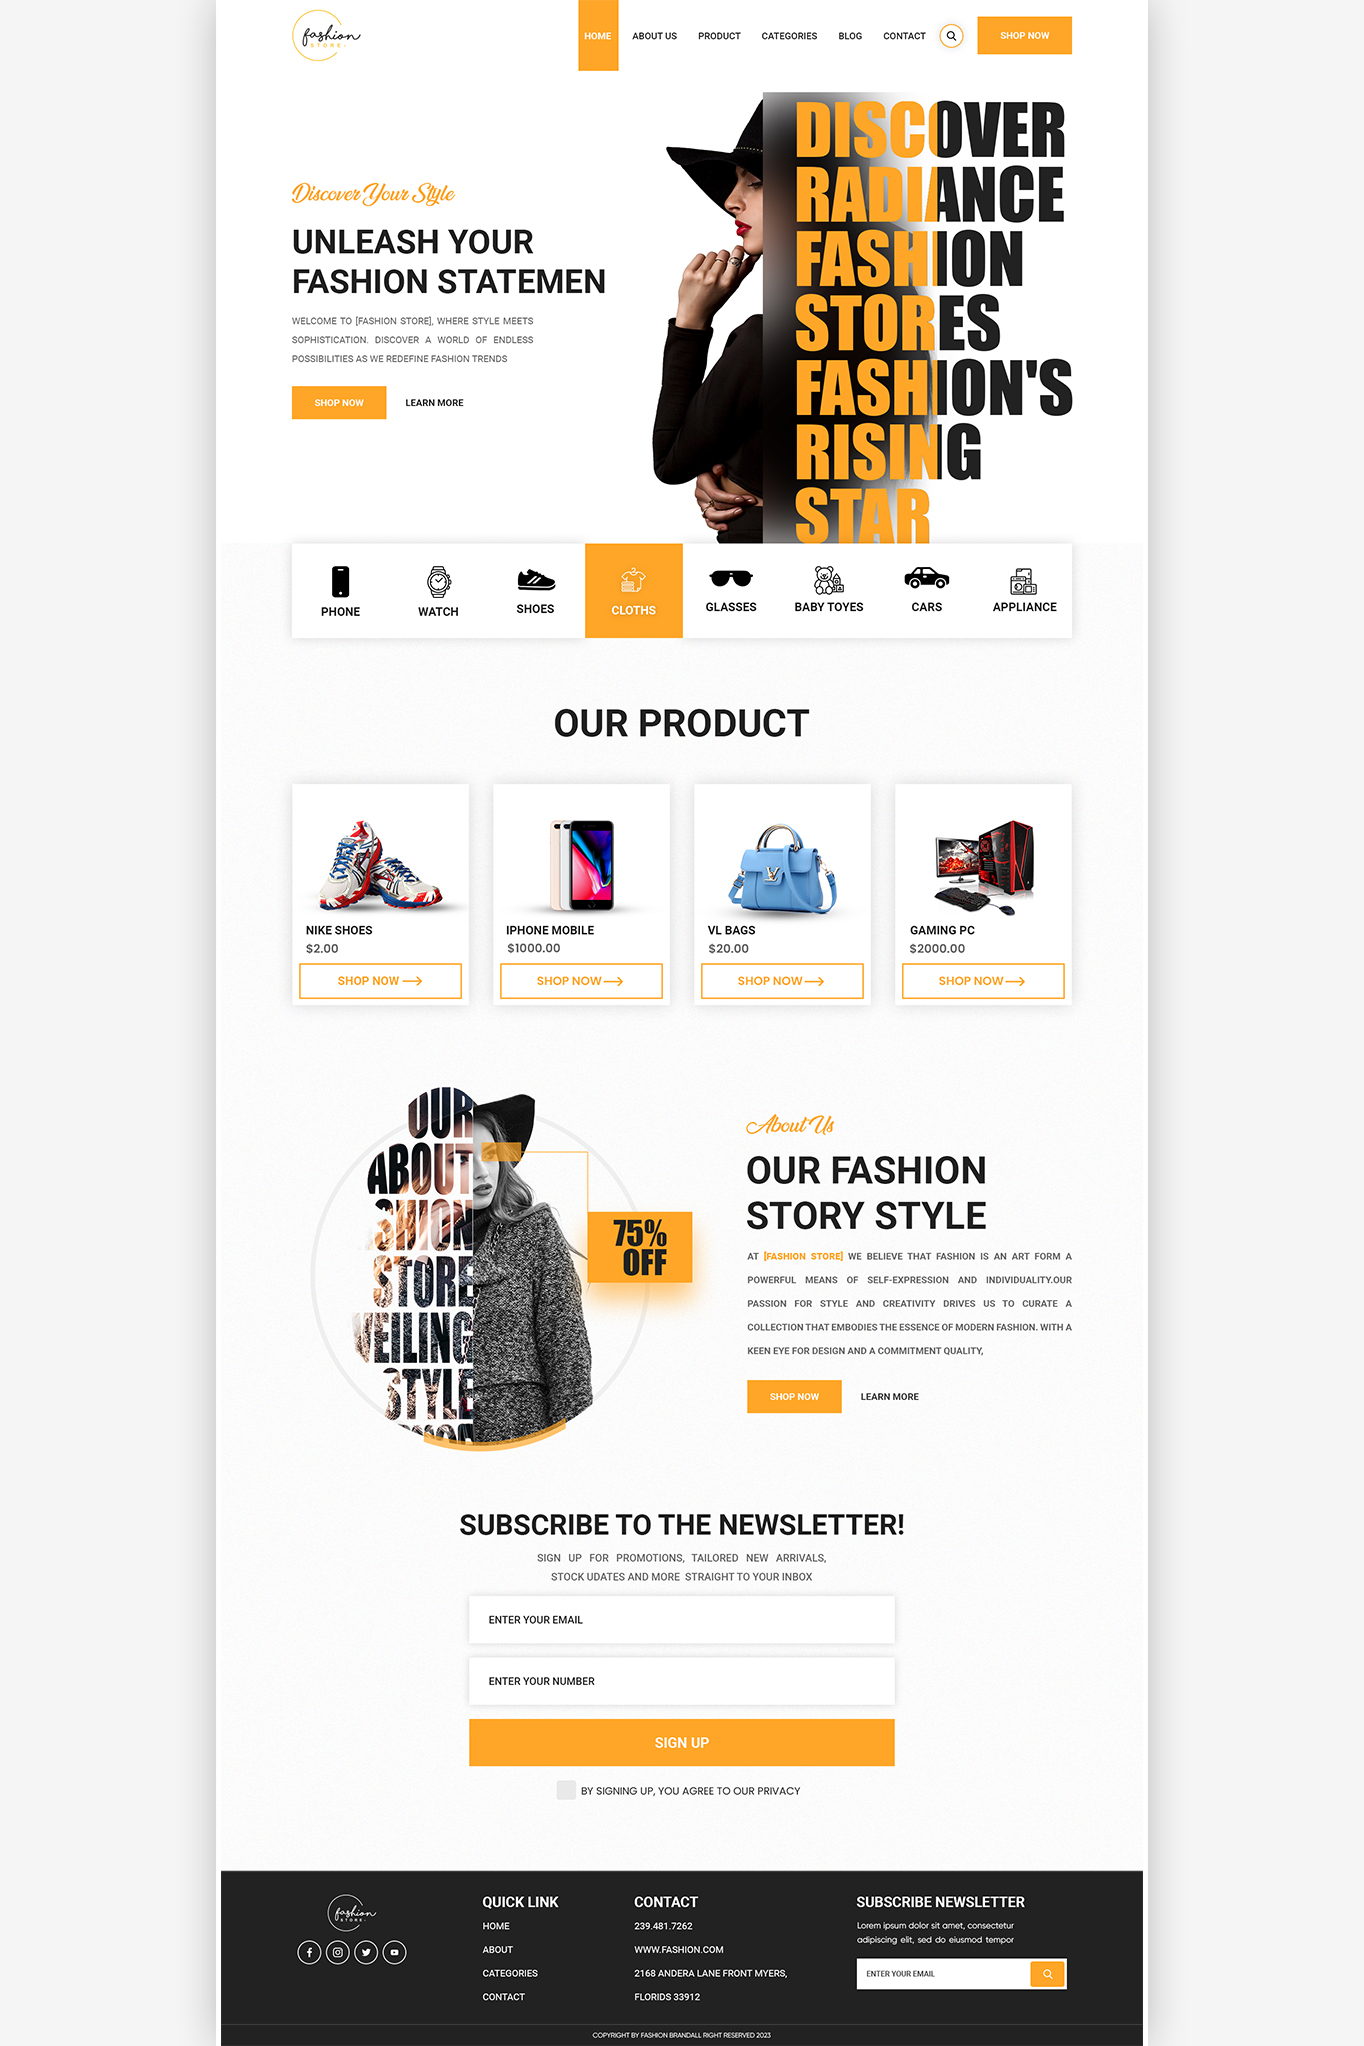 fashion
STORE.
HOME
ABOUT US
PRODUCT
CATEGORIES
BLOG
CONTACT
SHOP NOW
Discover Your Style
UNLEASH YOUR
FASHION STATEMEN
WELCOME TO [FASHION STORE], WHERE STYLE MEETS
SOPHISTICATION. DISCOVER A WORLD OF ENDLESS
POSSIBILITIES AS WE REDEFINE FASHION TRENDS
SHOP NOW
LEARN MORE
DISCOVER
RADIANCE
FASHION
STORES
FASHION'S
RISING
STAR
PHONE
WATCH
SHOES
CLOTHS
GLASSES
BABY TOYES
CARS
APPLIANCE
OUR PRODUCT
NIKE SHOES
$2.00
SHOP NOW
IPHONE MOBILE
$1000.00
SHOP NOW
VL BAGS
$20.00
SHOP NOW
GAMING PC
$2000.00
SHOP NOW
OUR
ABOUT
SHION
STORE
VEILING
STYLE
75%
OFF
About Us
OUR FASHION
STORY STYLE
AT [FASHION STORE] WE BELIEVE THAT FASHION IS AN ART FORM A
POWERFUL MEANS OF SELF-EXPRESSION AND INDIVIDUALITY.OUR
PASSION FOR STYLE AND CREATIVITY DRIVES US TO CURATE A
COLLECTION THAT EMBODIES THE ESSENCE OF MODERN FASHION. WITH A
KEEN EYE FOR DESIGN AND A COMMITMENT QUALITY,
SHOP NOW
LEARN MORE
SUBSCRIBE TO THE NEWSLETTER!
SIGN UP FOR PROMOTIONS, TAILORED NEW ARRIVALS,
STOCK UDATES AND MORE STRAIGHT TO YOUR INBOX
ENTER YOUR EMAIL
ENTER YOUR NUMBER
SIGN UP
BY SIGNING UP, YOU AGREE TO OUR PRIVACY
fashion
STORE.
QUICK LINK
HOME
ABOUT
CATEGORIES
CONTACT
CONTACT
239.481.7262
WWW.FASHION.COM
2168 ANDERA LANE FRONT MYERS,
FLORIDS 33912
SUBSCRIBE NEWSLETTER
Lorem ipsum dolor sit amet, consectetur
adipiscing elit, sed do eiusmod tempor
ENTER YOUR EMAIL
COPYRIGHT BY FASHION BRANDALL RIGHT RESERVED 2023